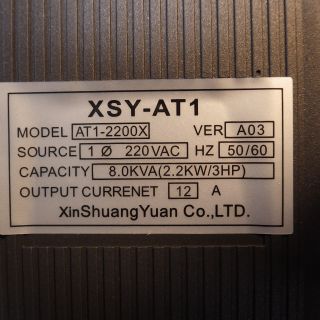 XSY-AT1
MODEL AT1-2200X VER A03
SOURCE 1 Ø 220VAC HZ 50/60
CAPACITY 8.0KVA(2.2KW/3HP)
OUTPUT CURRENET 12 A
XinShuangYuan Co.,LTD.